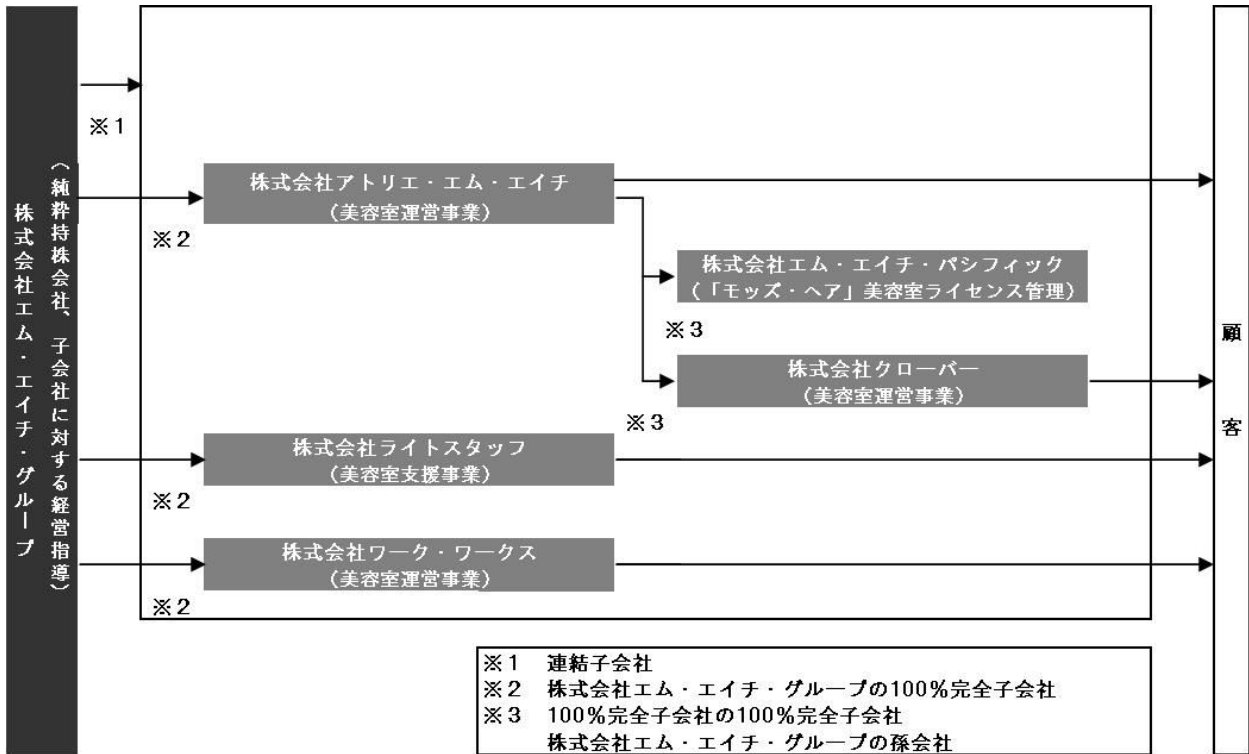 株式会社エム・エイチ・グループ
（純粋持株会社、子会社に対する経営指導）
※1
株式会社アトリエ・エム・エイチ
（美容室運営事業）
※2
株式会社エム・エイチ・パシフィック
（「モッズ・ヘア」美容室ライセンス管理）
※3
株式会社クローバー
（美容室運営事業）
※3
株式会社ライトスタッフ
（美容室支援事業）
※2
株式会社ワーク・ワークス
（美容室運営事業）
※2
顧客
※1 連結子会社
※2 株式会社エム・エイチ・グループの100％完全子会社
※3 100％完全子会社の100％完全子会社
株式会社エム・エイチ・グループの孫会社